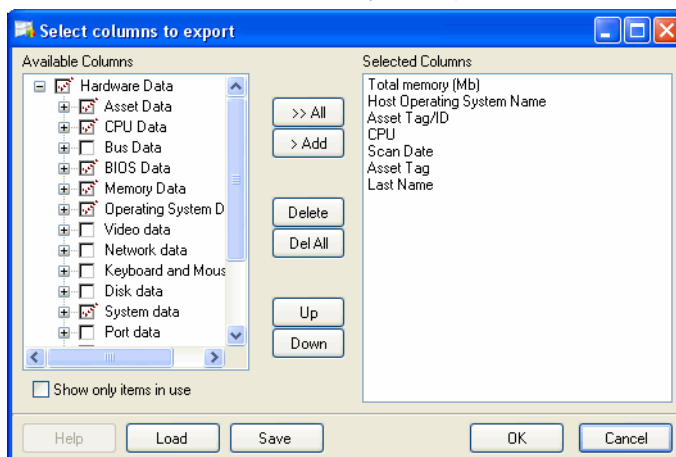 Select columns to export
Available Columns
Hardware Data
Asset Data
CPU Data
Bus Data
BIOS Data
Memory Data
Operating System D
Video data
Network data
Keyboard and Mous
Disk data
System data
Port data
Show only items in use
>> All
> Add
Delete
Del All
Up
Down
Selected Columns
Total memory (Mb)
Host Operating System Name
Asset Tag/ID
CPU
Scan Date
Asset Tag
Last Name
Help
Load
Save
OK
Cancel